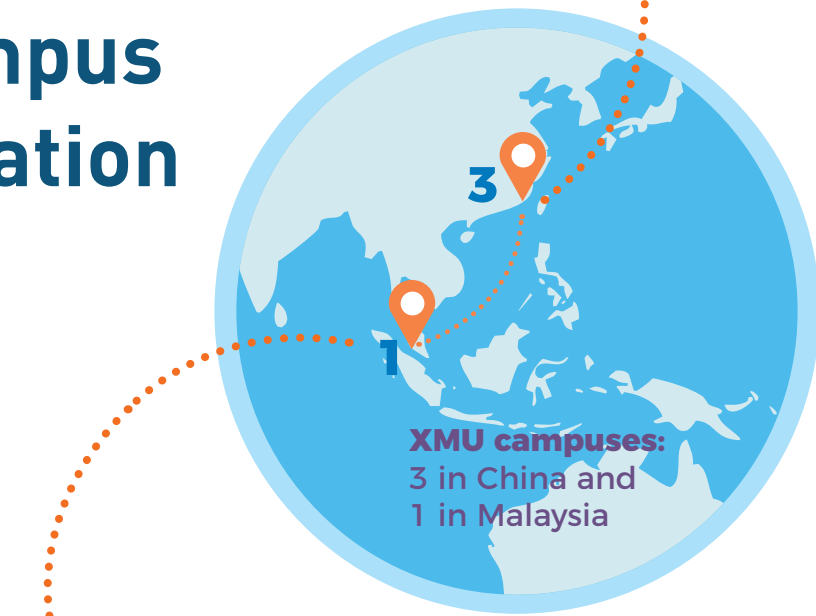 npus
ation
3
1
XMU campuses:
3 in China and
1 in Malaysia